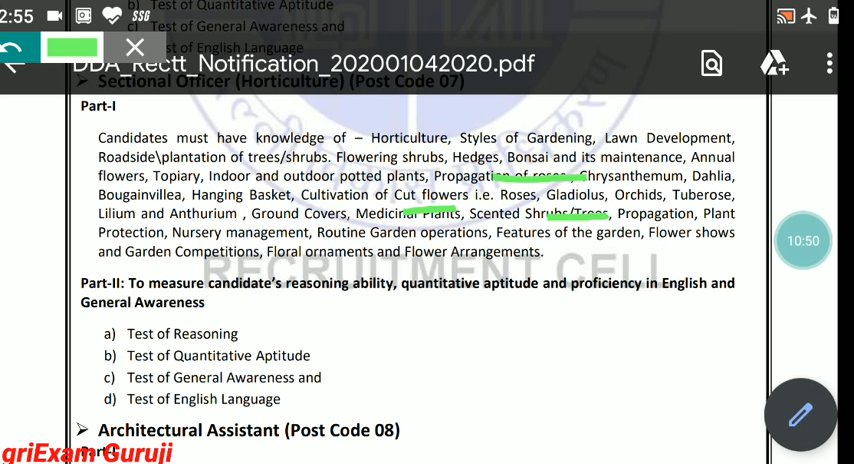 2:55
b) Test of Quantitative Aptitude
c) Test of General Awareness and
Test of English Language
DDA_Rectt_Notification_202001042020.pdf
➢ Sectional Officer (Horticulture) (Post Code 07)
Part-I
Candidates must have knowledge of – Horticulture, Styles of Gardening, Lawn Development,
Roadside\plantation of trees/shrubs. Flowering shrubs, Hedges, Bonsai and its maintenance, Annual
flowers, Topiary, Indoor and outdoor potted plants, Propagation of roses, Chrysanthemum, Dahlia,
Bougainvillea, Hanging Basket, Cultivation of Cut flowers i.e. Roses, Gladiolus, Orchids, Tuberose,
Lilium and Anthurium , Ground Covers, Medicinal Plants, Scented Shrubs/Trees, Propagation, Plant
Protection, Nursery management, Routine Garden operations, Features of the garden, Flower shows
and Garden Competitions, Floral ornaments and Flower Arrangements.
RECRUITMENT CELL
10:50
Part-II: To measure candidate's reasoning ability, quantitative aptitude and proficiency in English and
General Awareness
a) Test of Reasoning
b) Test of Quantitative Aptitude
c) Test of General Awareness and
d) Test of English Language
➢ Architectural Assistant (Post Code 08)
Part-I
griExam Guruji